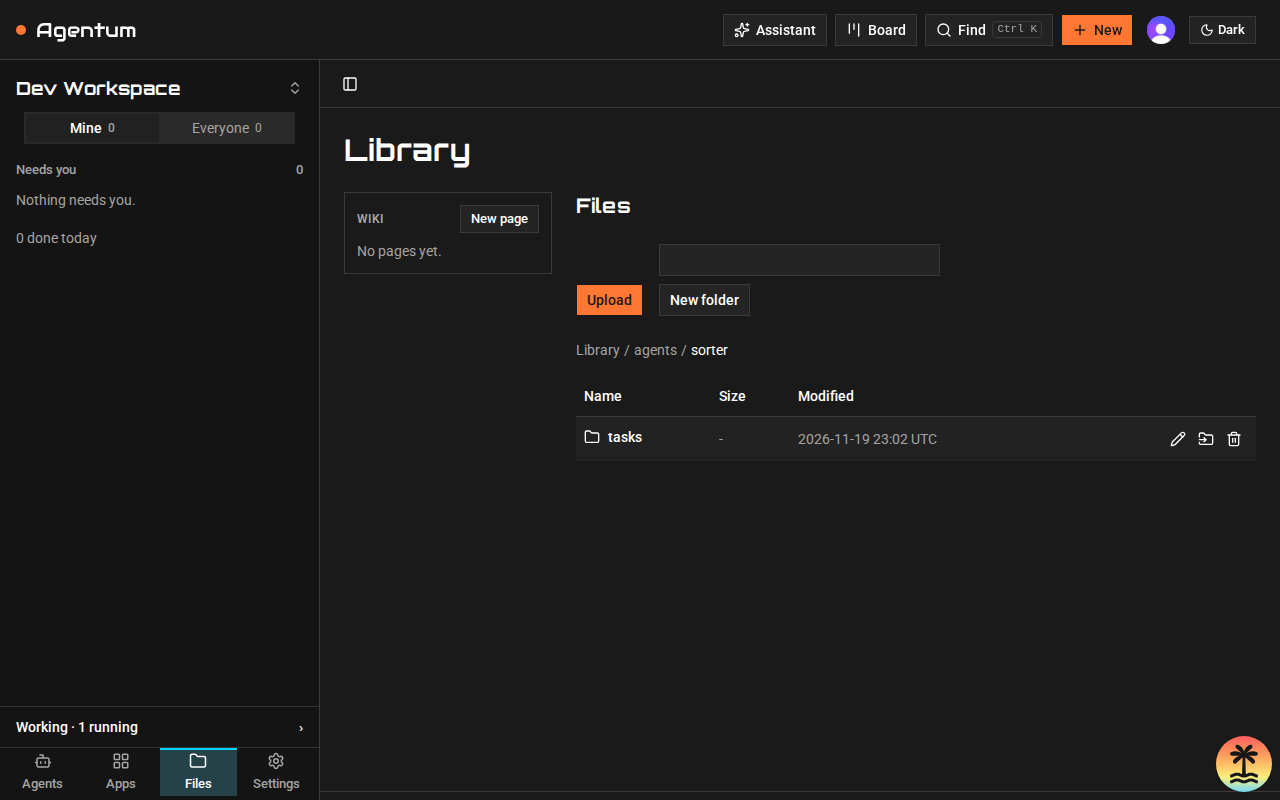 Agentum
Assistant
Board
Find Ctrl K
New
Dark
Dev Workspace
Mine 0
Everyone 0
Needs you 0
Nothing needs you.
0 done today
Working · 1 running ›
Agents
Apps
Files
Settings
Library
WIKI
New page
No pages yet.
Files
Upload
New folder
Library / agents / sorter
Name Size Modified
tasks - 2026-11-19 23:02 UTC